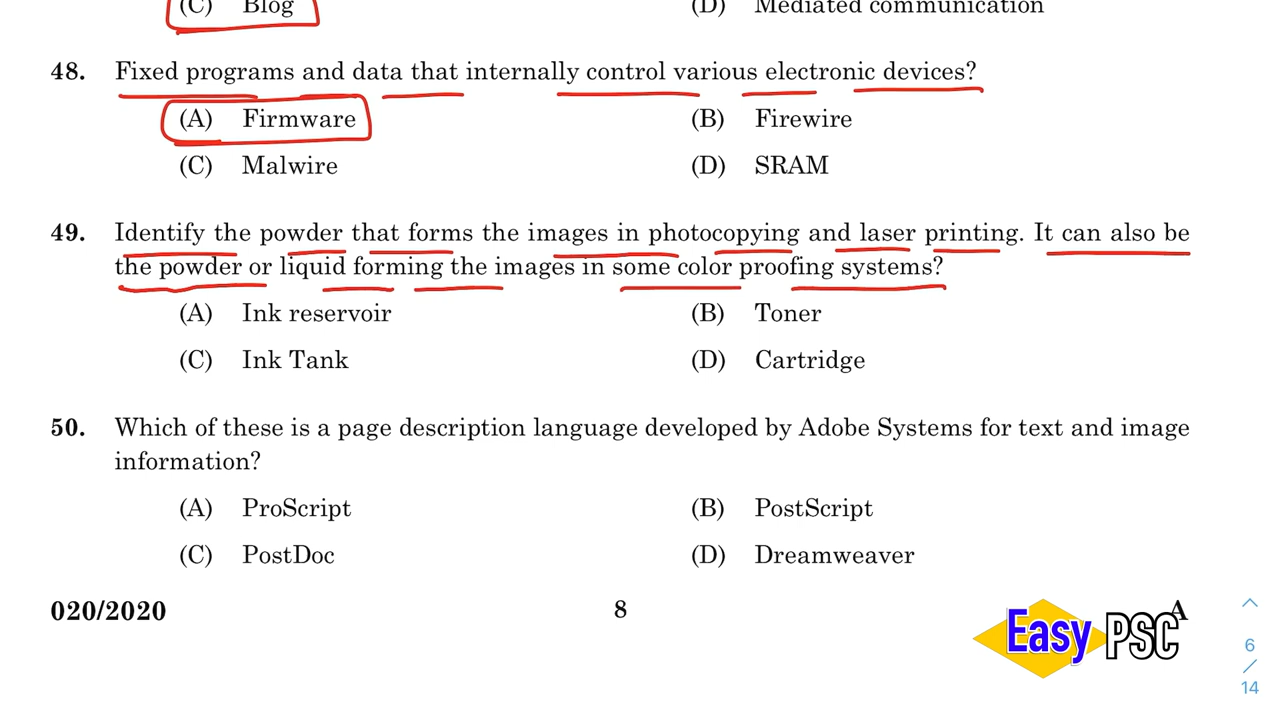 (C) Blog (D) Mediated communication
48. Fixed programs and data that internally control various electronic devices?
(A) Firmware (B) Firewire
(C) Malwire (D) SRAM
49. Identify the powder that forms the images in photocopying and laser printing. It can also be
the powder or liquid forming the images in some color proofing systems?
(A) Ink reservoir (B) Toner
(C) Ink Tank (D) Cartridge
50. Which of these is a page description language developed by Adobe Systems for text and image
information?
(A) ProScript (B) PostScript
(C) PostDoc (D) Dreamweaver
020/2020 8 A
Easy PSC
6
/
14